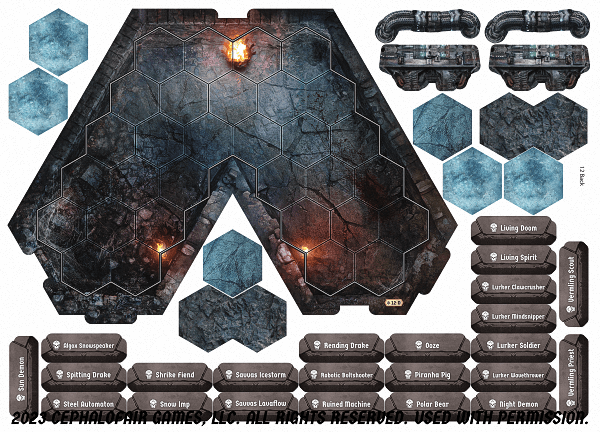 12 Back
12 B
Living Doom
Living Spirit
Lurker Clawcrusher
Lurker Mindsnipper
Vermling Scout
Algox Snowspeaker
Rending Drake
Ooze
Lurker Soldier
Sun Demon
Spitting Drake
Shrike Fiend
Savvas Icestorm
Robotic Boltshooter
Piranha Pig
Lurker Wavethrower
Vermling Priest
Steel Automaton
Snow Imp
Savvas Lavaflow
Ruined Machine
Polar Bear
Night Demon
2023 CEPHALOFAIR GAMES, LLC. ALL RIGHTS RESERVED. USED WITH PERMISSION.